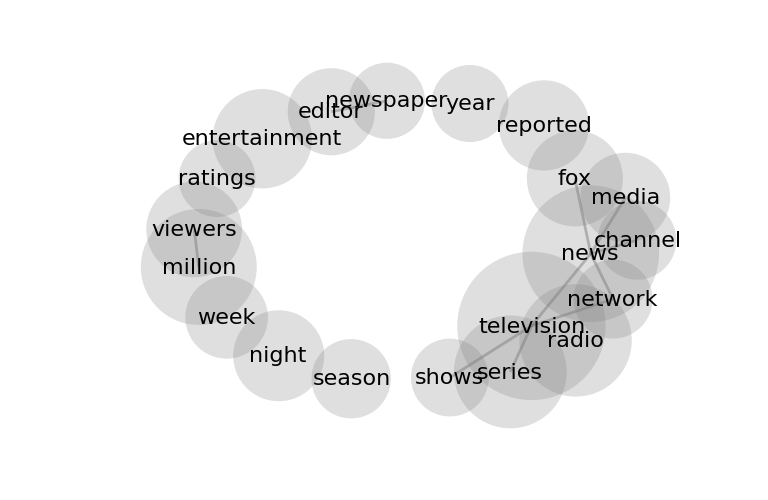 newspaper
year
editor
reported
entertainment
ratings
fox
media
viewers
channel
news
million
network
week
television
radio
night
series
shows
season